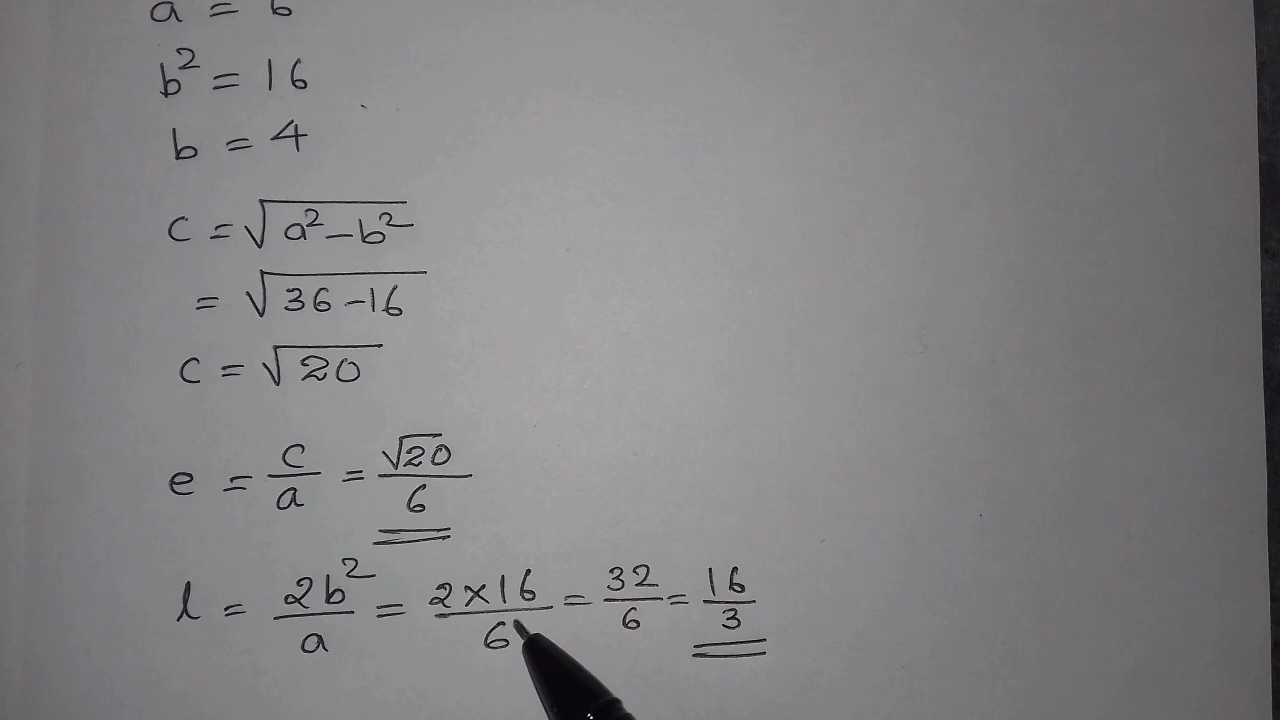 a = 6
b² = 16
b = 4
c = √(a² – b²)
= √(36 – 16)
c = √20
e = c/a = √20/6
l = 2b²/a = 2×16/6 = 32/6 = 16/3